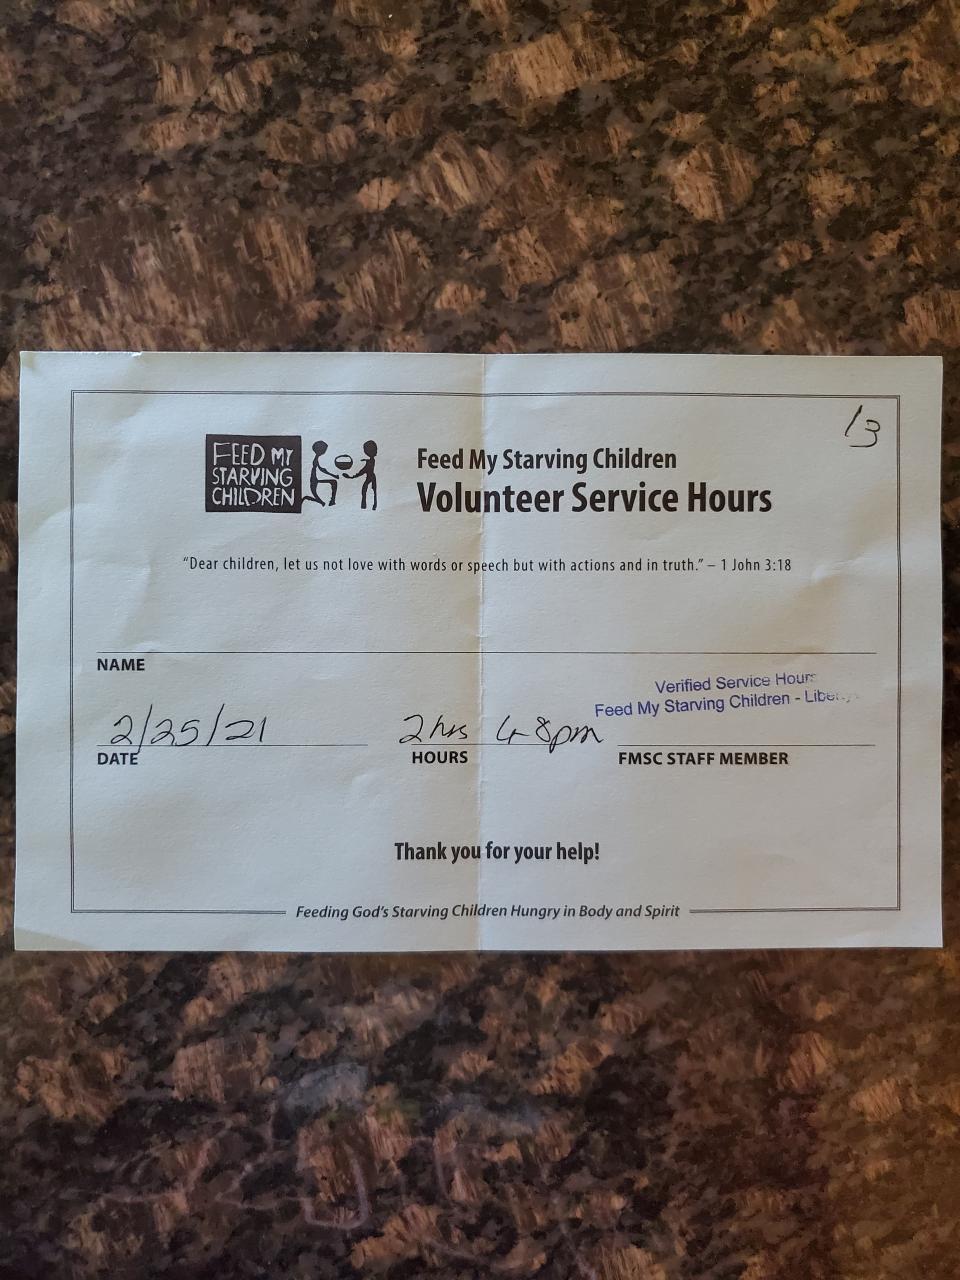 13
FEED MY
STARVING
CHILDREN
Feed My Starving Children
Volunteer Service Hours
“Dear children, let us not love with words or speech but with actions and in truth.” – 1 John 3:18
NAME
Verified Service Hours
Feed My Starving Children - Liberty
2/25/21
2hrs 4-8pm
DATE
HOURS
FMSC STAFF MEMBER
Thank you for your help!
Feeding God's Starving Children Hungry in Body and Spirit